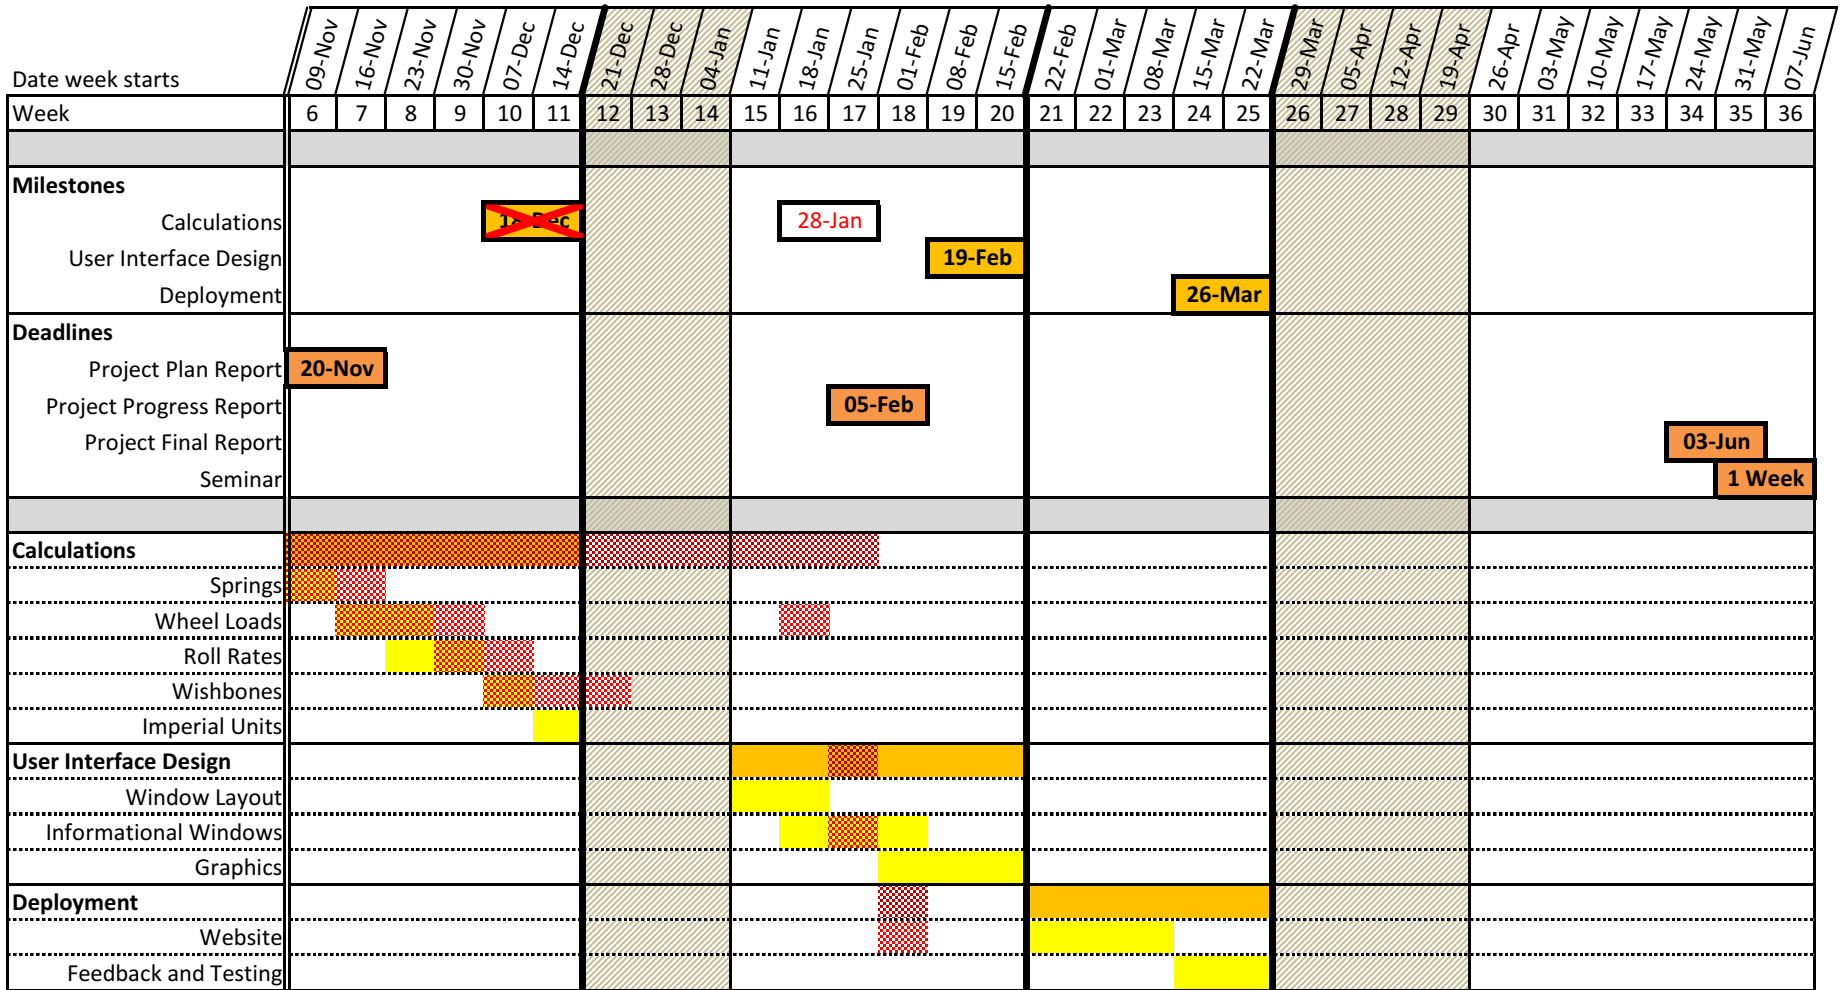 Date week starts 09-Nov 16-Nov 23-Nov 30-Nov 07-Dec 14-Dec 21-Dec 28-Dec 04-Jan 11-Jan 18-Jan 25-Jan 01-Feb 08-Feb 15-Feb 22-Feb 01-Mar 08-Mar 15-Mar 22-Mar 29-Mar 05-Apr 12-Apr 19-Apr 26-Apr 03-May 10-May 17-May 24-May 31-May 07-Jun
Week 6 7 8 9 10 11 12 13 14 15 16 17 18 19 20 21 22 23 24 25 26 27 28 29 30 31 32 33 34 35 36
Milestones
Calculations 18-Dec 28-Jan
User Interface Design 19-Feb
Deployment 26-Mar
Deadlines
Project Plan Report 20-Nov
Project Progress Report 05-Feb
Project Final Report 03-Jun
Seminar 1 Week
Calculations
Springs
Wheel Loads
Roll Rates
Wishbones
Imperial Units
User Interface Design
Window Layout
Informational Windows
Graphics
Deployment
Website
Feedback and Testing